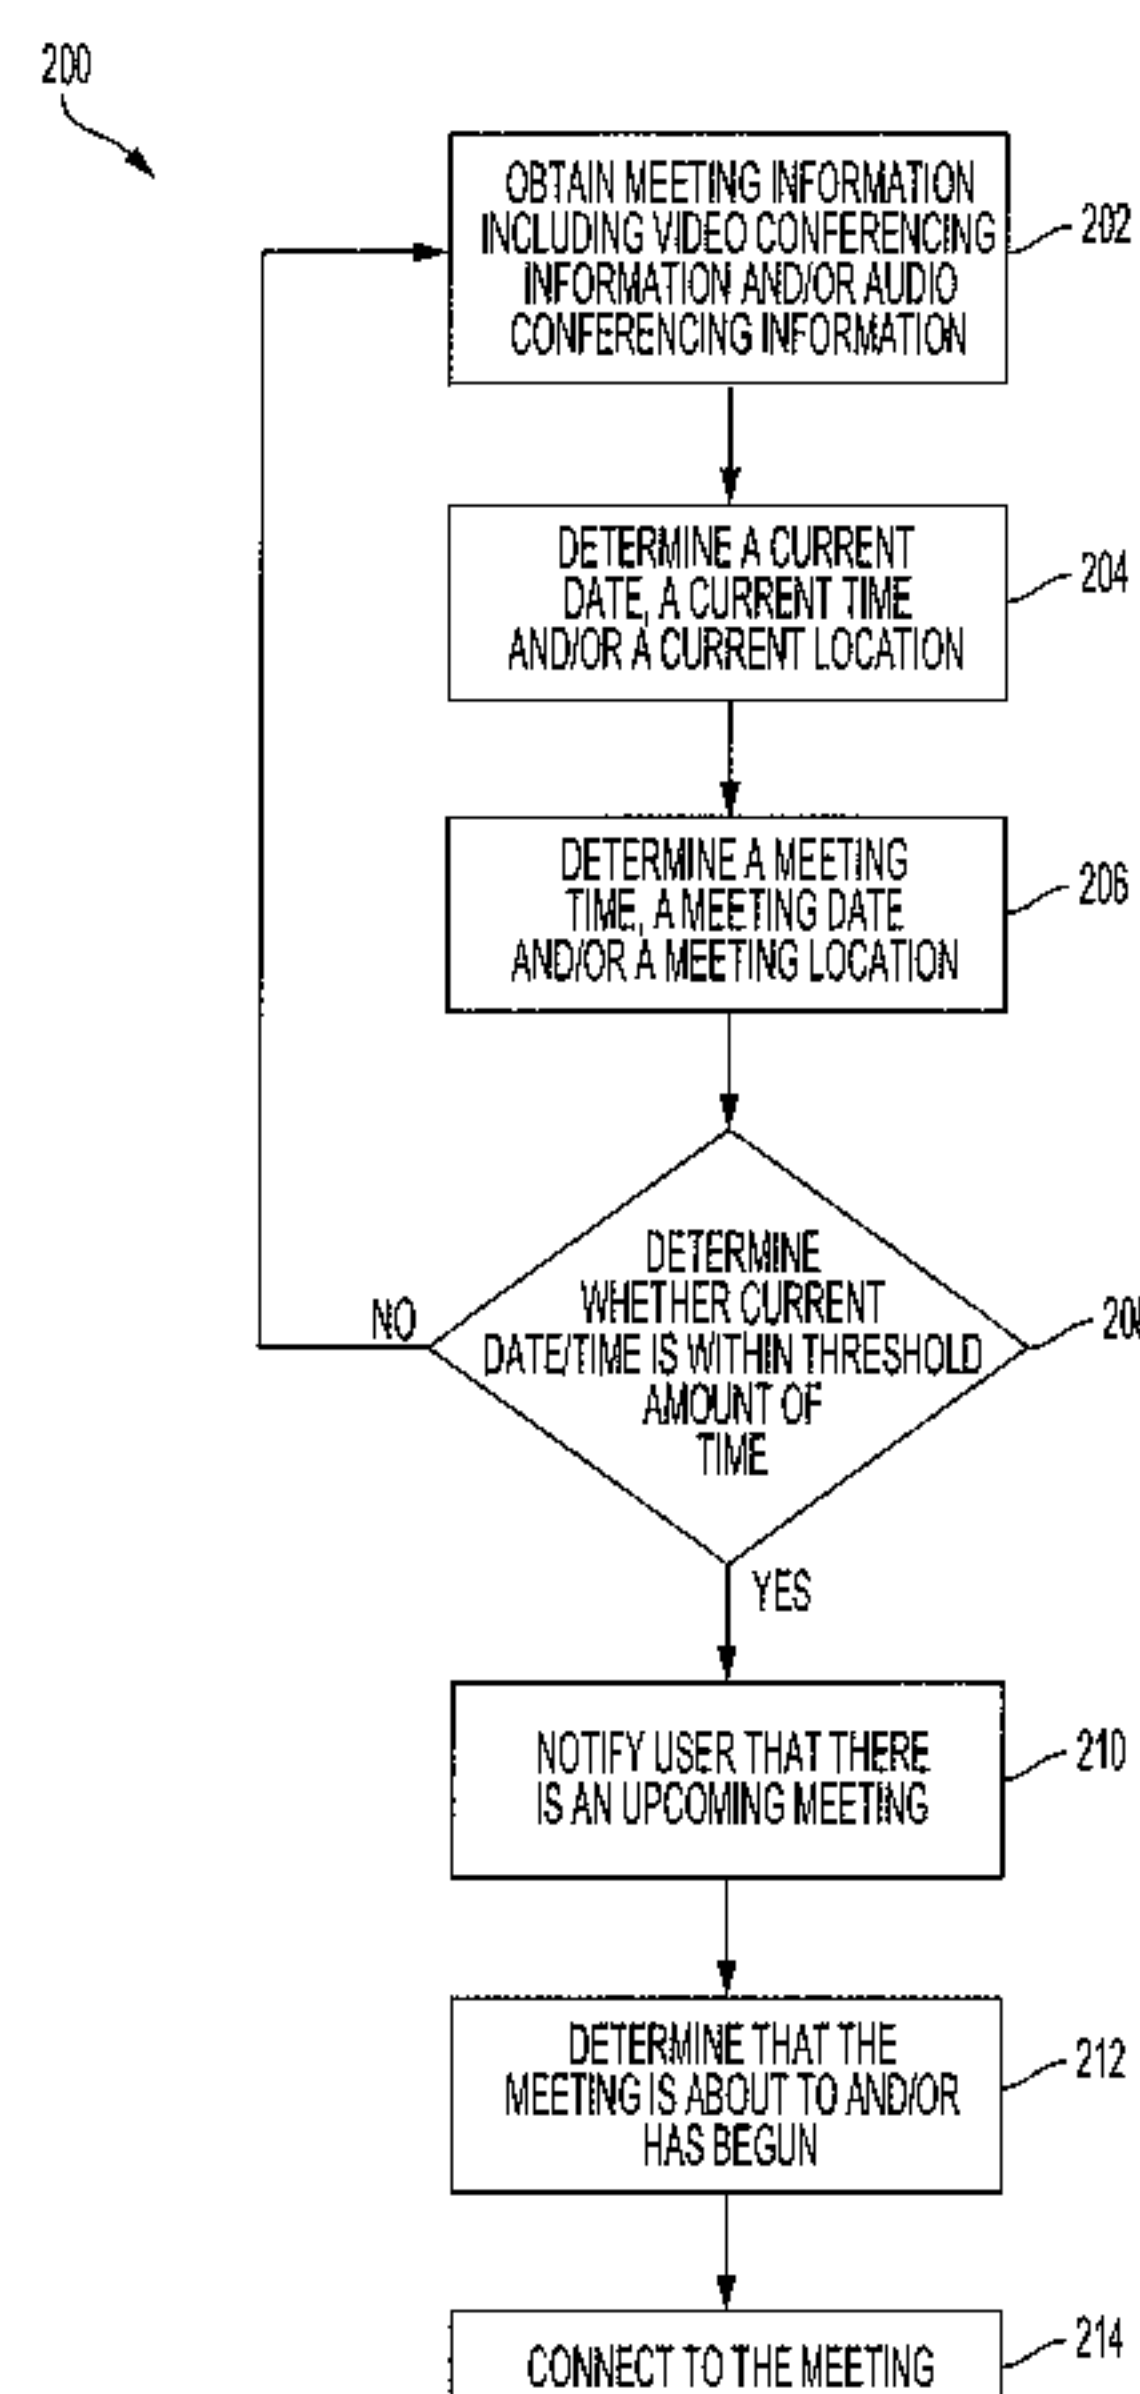 200
OBTAIN MEETING INFORMATION
INCLUDING VIDEO CONFERENCING
INFORMATION AND/OR AUDIO
CONFERENCING INFORMATION
202
DETERMINE A CURRENT
DATE, A CURRENT TIME
AND/OR A CURRENT LOCATION
204
DETERMINE A MEETING
TIME, A MEETING DATE
AND/OR A MEETING LOCATION
206
DETERMINE
WHETHER CURRENT
DATE/TIME IS WITHIN THRESHOLD
AMOUNT OF
TIME
NO
YES
NOTIFY USER THAT THERE
IS AN UPCOMING MEETING
210
DETERMINE THAT THE
MEETING IS ABOUT TO AND/OR
HAS BEGUN
212
CONNECT TO THE MEETING
214